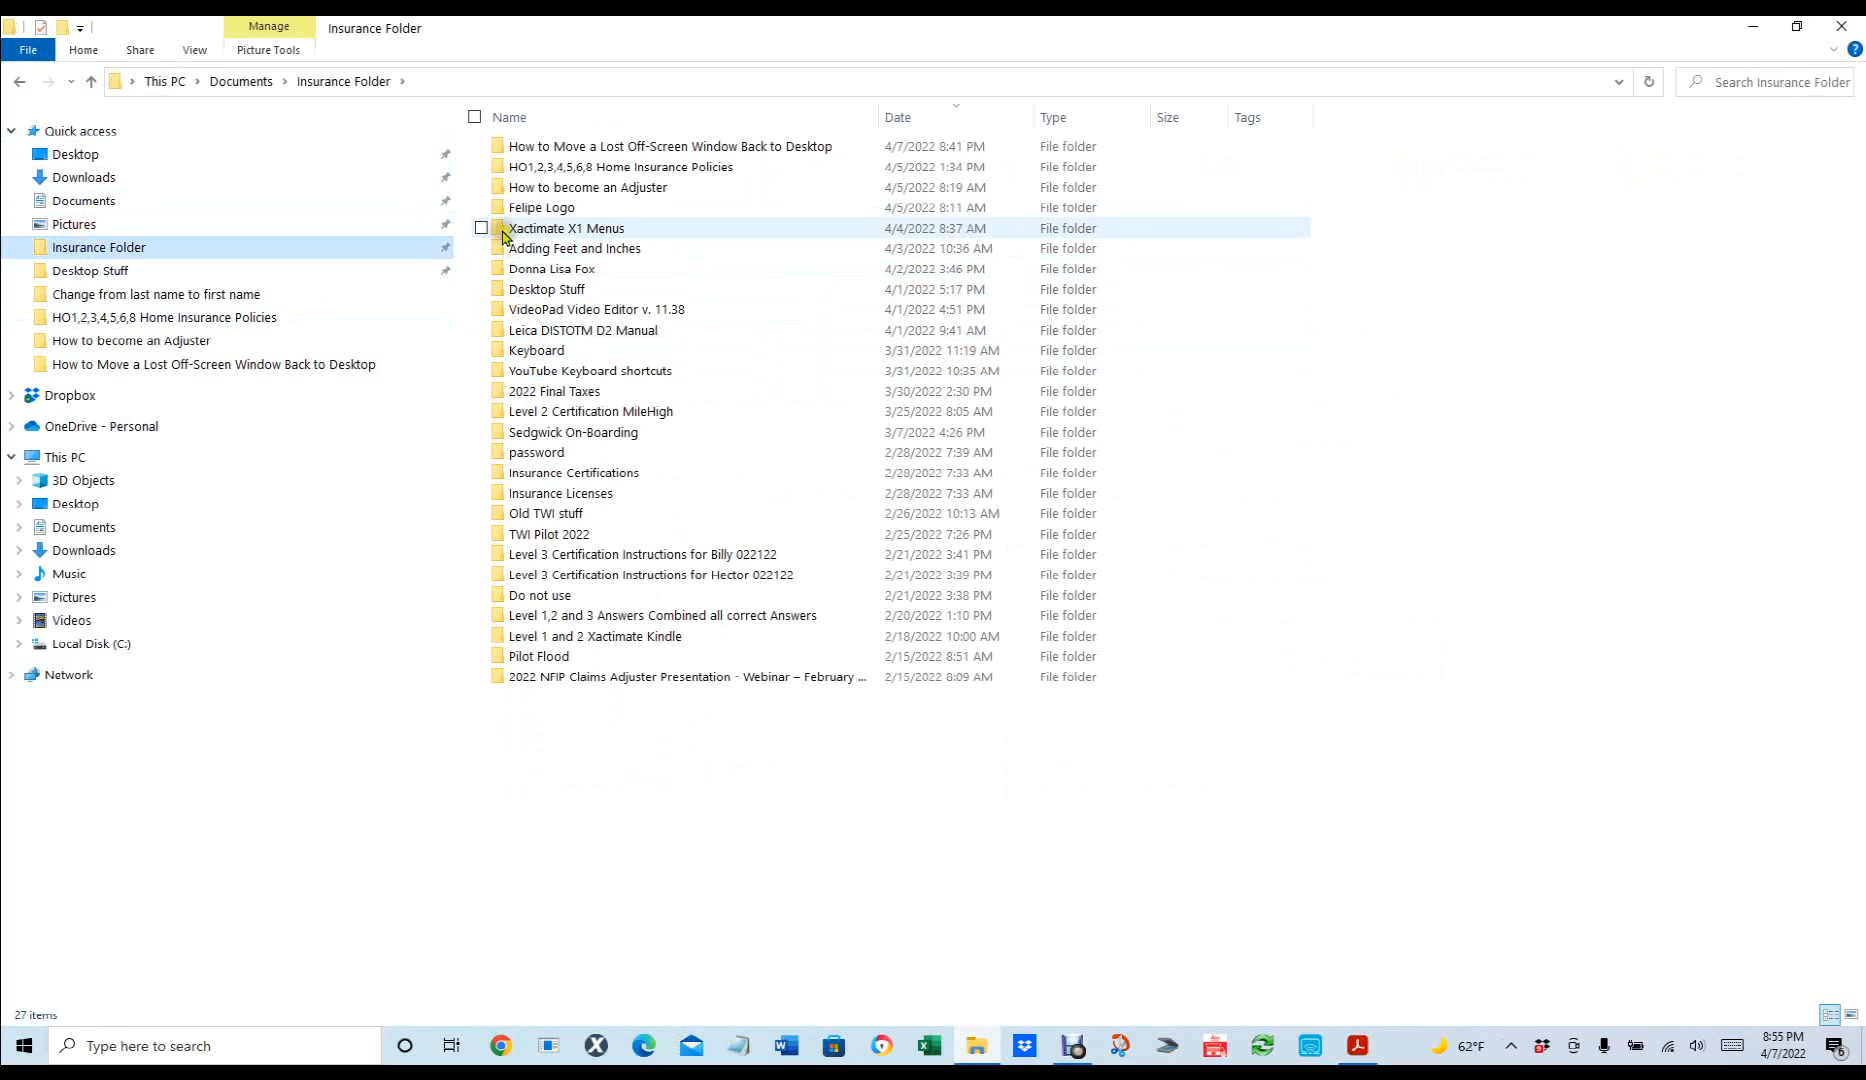 Manage
Insurance Folder
File
Home
Share
View
Picture Tools
This PC
Documents
Insurance Folder
Search Insurance Folder
Quick access
Desktop
Downloads
Documents
Pictures
Insurance Folder
Desktop Stuff
Change from last name to first name
HO1,2,3,4,5,6,8 Home Insurance Policies
How to become an Adjuster
How to Move a Lost Off-Screen Window Back to Desktop
Dropbox
OneDrive - Personal
This PC
3D Objects
Desktop
Documents
Downloads
Music
Pictures
Videos
Local Disk (C:)
Network
Name Date Type Size Tags
How to Move a Lost Off-Screen Window Back to Desktop 4/7/2022 8:41 PM File folder
HO1,2,3,4,5,6,8 Home Insurance Policies 4/5/2022 1:34 PM File folder
How to become an Adjuster 4/5/2022 8:19 AM File folder
Felipe Logo 4/5/2022 8:11 AM File folder
Xactimate X1 Menus 4/4/2022 8:37 AM File folder
Adding Feet and Inches 4/3/2022 10:36 AM File folder
Donna Lisa Fox 4/2/2022 3:46 PM File folder
Desktop Stuff 4/1/2022 5:17 PM File folder
VideoPad Video Editor v. 11.38 4/1/2022 4:51 PM File folder
Leica DISTOTM D2 Manual 4/1/2022 9:41 AM File folder
Keyboard 3/31/2022 11:19 AM File folder
YouTube Keyboard shortcuts 3/31/2022 10:35 AM File folder
2022 Final Taxes 3/30/2022 2:30 PM File folder
Level 2 Certification MileHigh 3/25/2022 8:05 AM File folder
Sedgwick On-Boarding 3/7/2022 4:26 PM File folder
password 2/28/2022 7:39 AM File folder
Insurance Certifications 2/28/2022 7:33 AM File folder
Insurance Licenses 2/28/2022 7:33 AM File folder
Old TWI stuff 2/26/2022 10:13 AM File folder
TWI Pilot 2022 2/25/2022 7:26 PM File folder
Level 3 Certification Instructions for Billy 022122 2/21/2022 3:41 PM File folder
Level 3 Certification Instructions for Hector 022122 2/21/2022 3:39 PM File folder
Do not use 2/21/2022 3:38 PM File folder
Level 1,2 and 3 Answers Combined all correct Answers 2/20/2022 1:10 PM File folder
Level 1 and 2 Xactimate Kindle 2/18/2022 10:00 AM File folder
Pilot Flood 2/15/2022 8:51 AM File folder
2022 NFIP Claims Adjuster Presentation - Webinar – February ... 2/15/2022 8:09 AM File folder
27 items
Type here to search
62°F
8:55 PM
4/7/2022
6